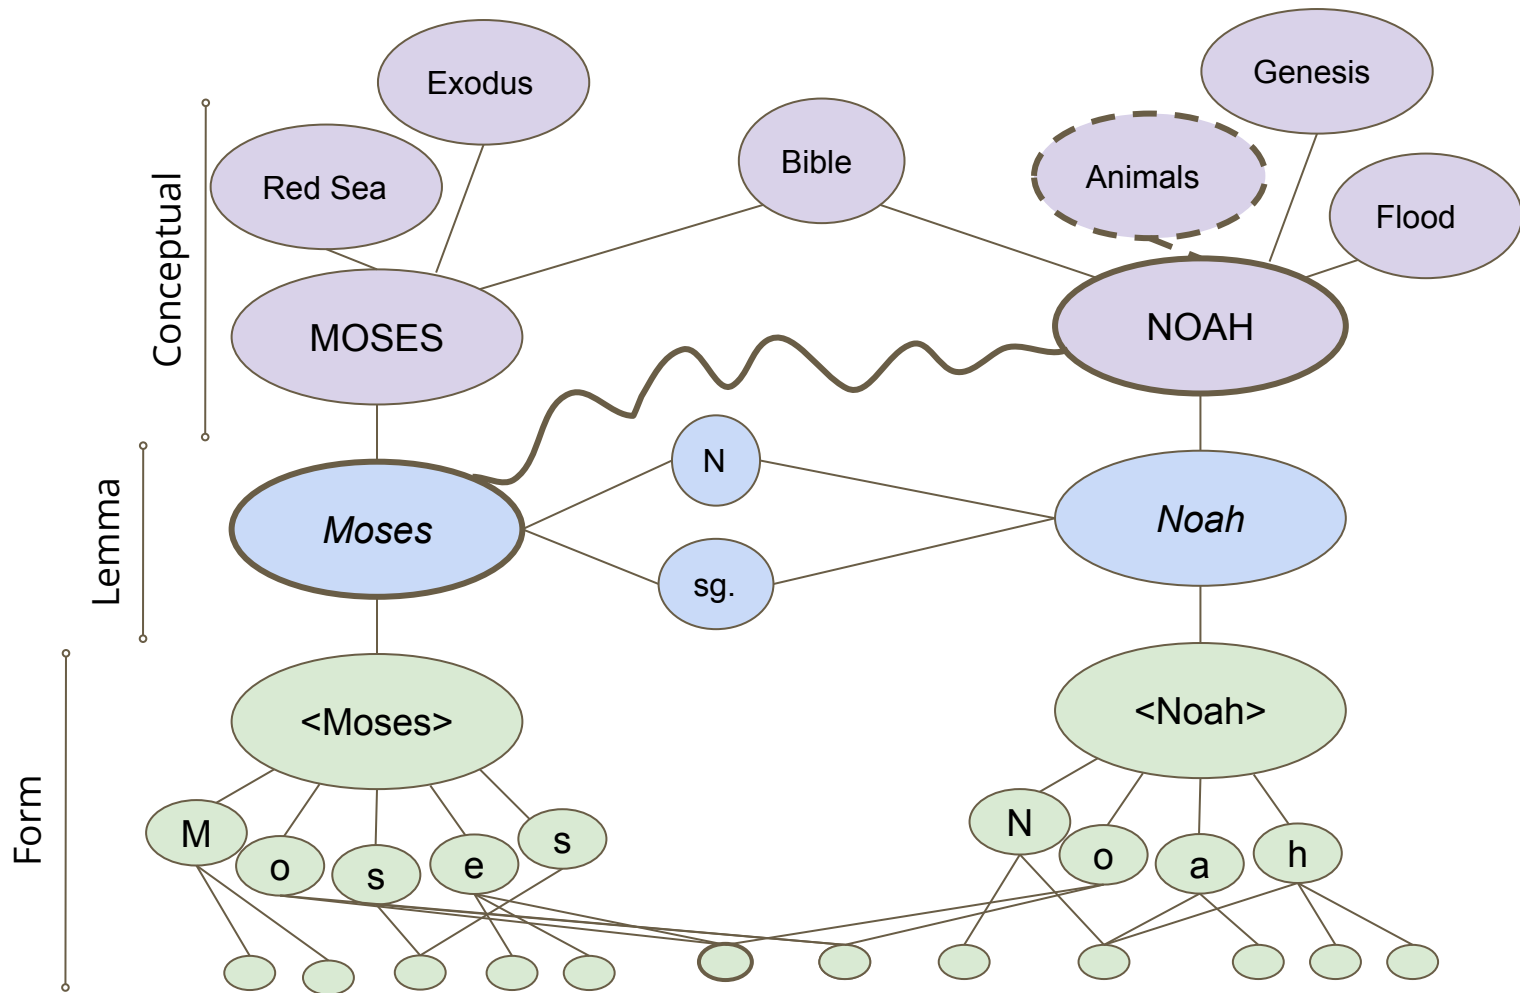 Exodus
Genesis
Bible
Animals
Red Sea
Flood
Conceptual
MOSES
NOAH
N
Moses
Noah
Lemma
sg.
<Moses>
<Noah>
Form
M
o
s
e
s
N
o
a
h